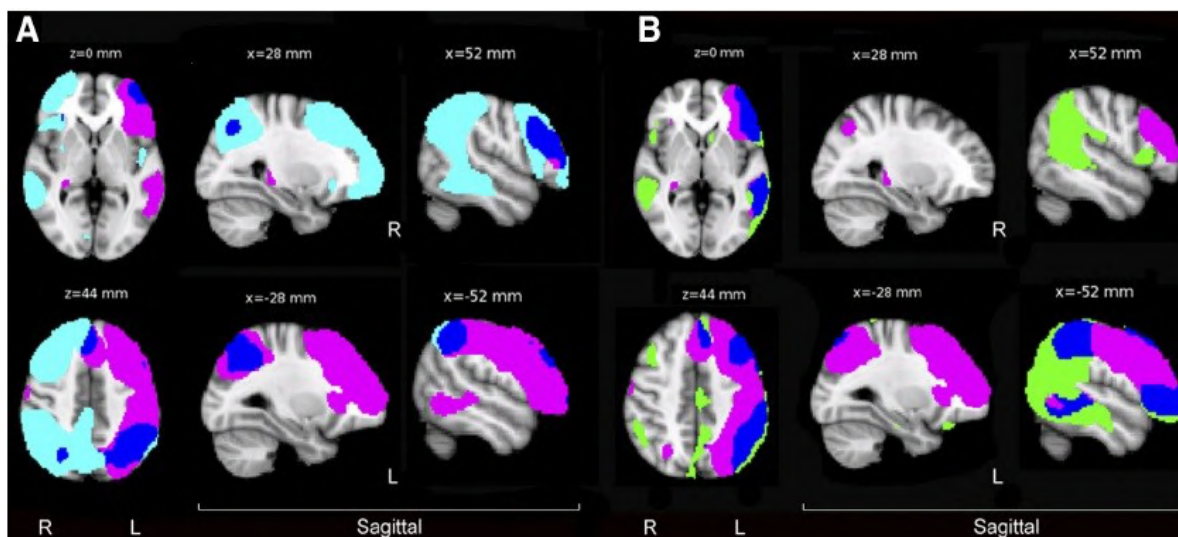 A
B
z=0 mm
x=28 mm
x=52 mm
z=0 mm
x=28 mm
x=52 mm
R
R
z=44 mm
x=-28 mm
x=-52 mm
z=44 mm
x=-28 mm
x=-52 mm
L
L
R
L
Sagittal
R
L
Sagittal